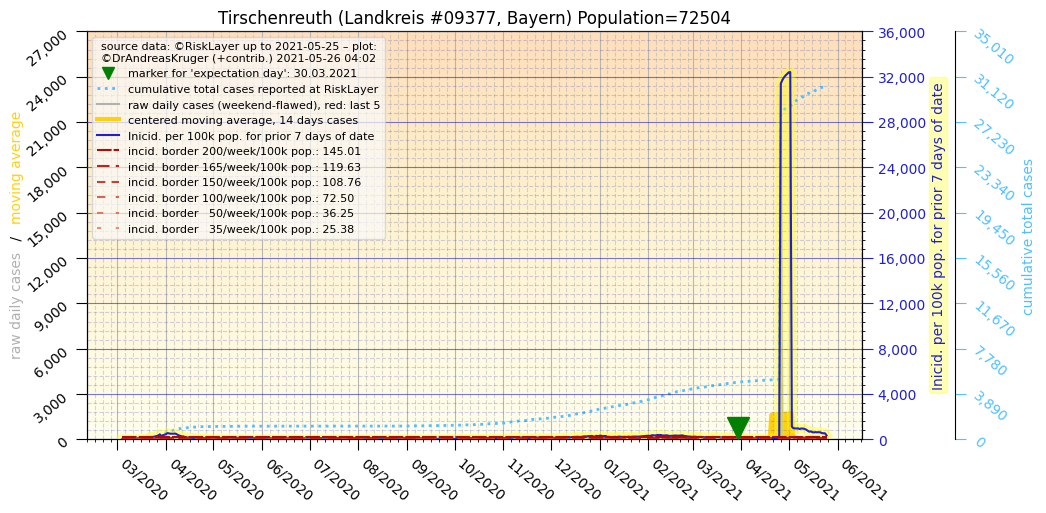 Tirschenreuth (Landkreis #09377, Bayern) Population=72504
source data: ©RiskLayer up to 2021-05-25 – plot:
©DrAndreasKruger (+contrib.) 2021-05-26 04:02
marker for 'expectation day': 30.03.2021
cumulative total cases reported at RiskLayer
raw daily cases (weekend-flawed), red: last 5
centered moving average, 14 days cases
Inicid. per 100k pop. for prior 7 days of date
incid. border 200/week/100k pop.: 145.01
incid. border 165/week/100k pop.: 119.63
incid. border 150/week/100k pop.: 108.76
incid. border 100/week/100k pop.: 72.50
incid. border   50/week/100k pop.: 36.25
incid. border   35/week/100k pop.: 25.38
raw daily cases / moving average
27,000
24,000
21,000
18,000
15,000
12,000
9,000
6,000
3,000
0
03/2020
04/2020
05/2020
06/2020
07/2020
08/2020
09/2020
10/2020
11/2020
12/2020
01/2021
02/2021
03/2021
04/2021
05/2021
06/2021
36,000
32,000
28,000
24,000
20,000
16,000
12,000
8,000
4,000
0
Inicid. per 100k pop. for prior 7 days of date
35,010
31,120
27,230
23,340
19,450
15,560
11,670
7,780
3,890
0
cumulative total cases